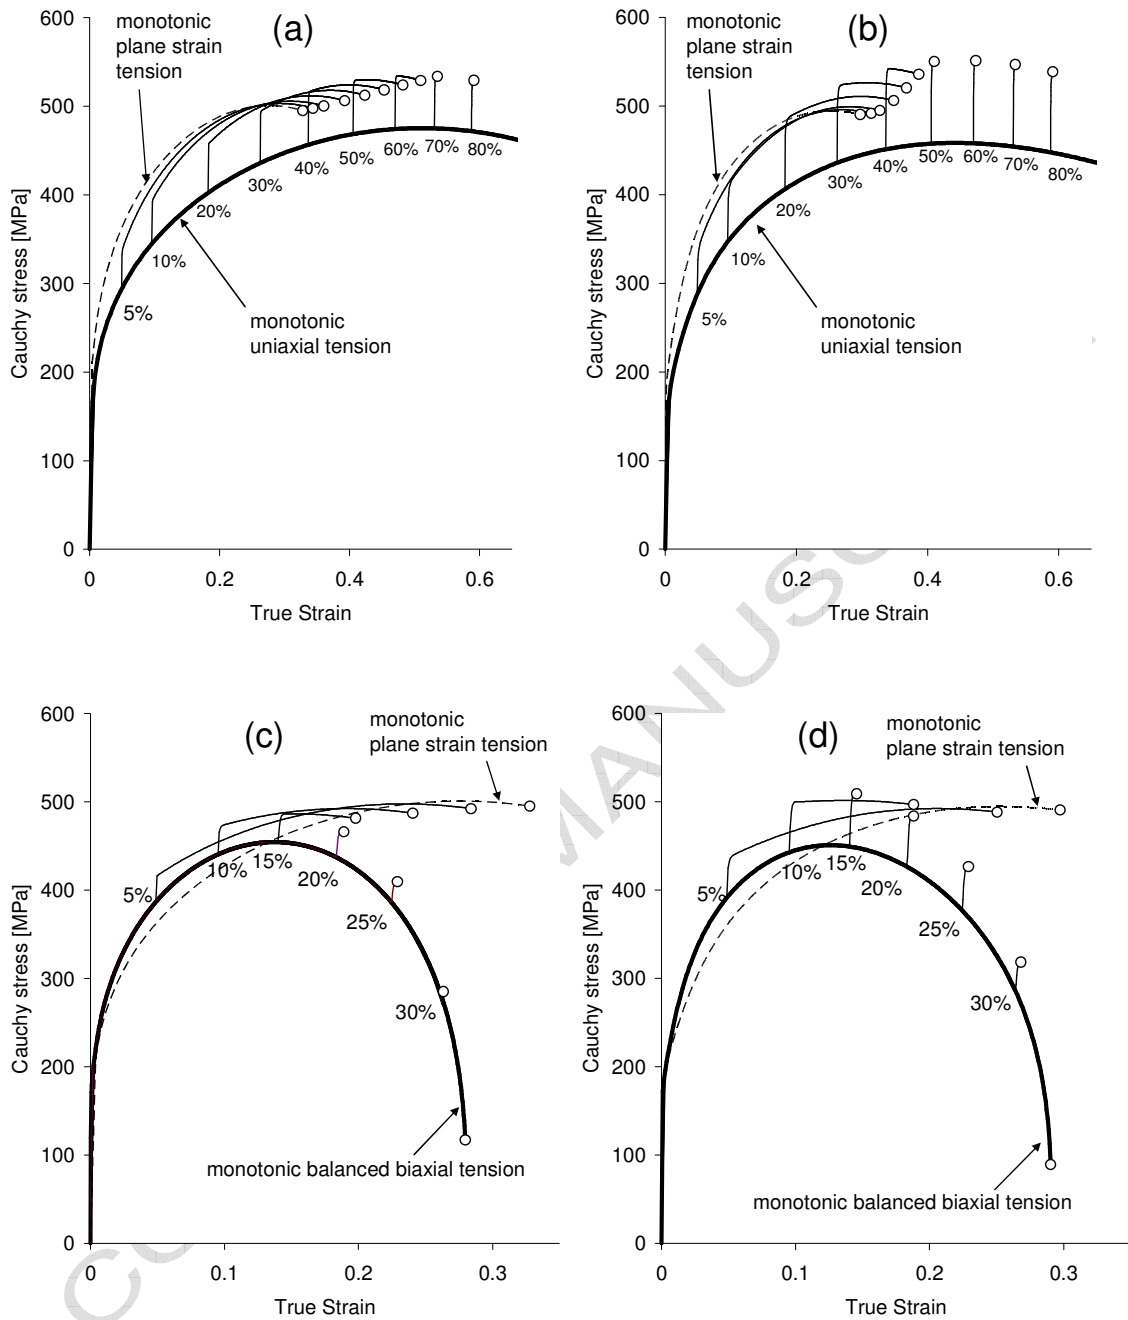 monotonic
plane strain
tension
(a)
600
500
400
300
200
100
0
Cauchy stress [MPa]
5%
10%
20%
30%
40%
50%
60%
70%
80%
monotonic
uniaxial tension
0
0.2
0.4
0.6
True Strain
monotonic
plane strain
tension
(b)
600
500
400
300
200
100
0
Cauchy stress [MPa]
5%
10%
20%
30%
40%
50%
60%
70%
80%
monotonic
uniaxial tension
0
0.2
0.4
0.6
True Strain
(c)
monotonic
plane strain tension
600
500
400
300
200
100
0
Cauchy stress [MPa]
5%
10%
15%
20%
25%
30%
monotonic balanced biaxial tension
0
0.1
0.2
0.3
True Strain
(d)
monotonic
plane strain tension
600
500
400
300
200
100
0
Cauchy stress [MPa]
5%
10%
15%
20%
25%
30%
monotonic balanced biaxial tension
0
0.1
0.2
0.3
True Strain